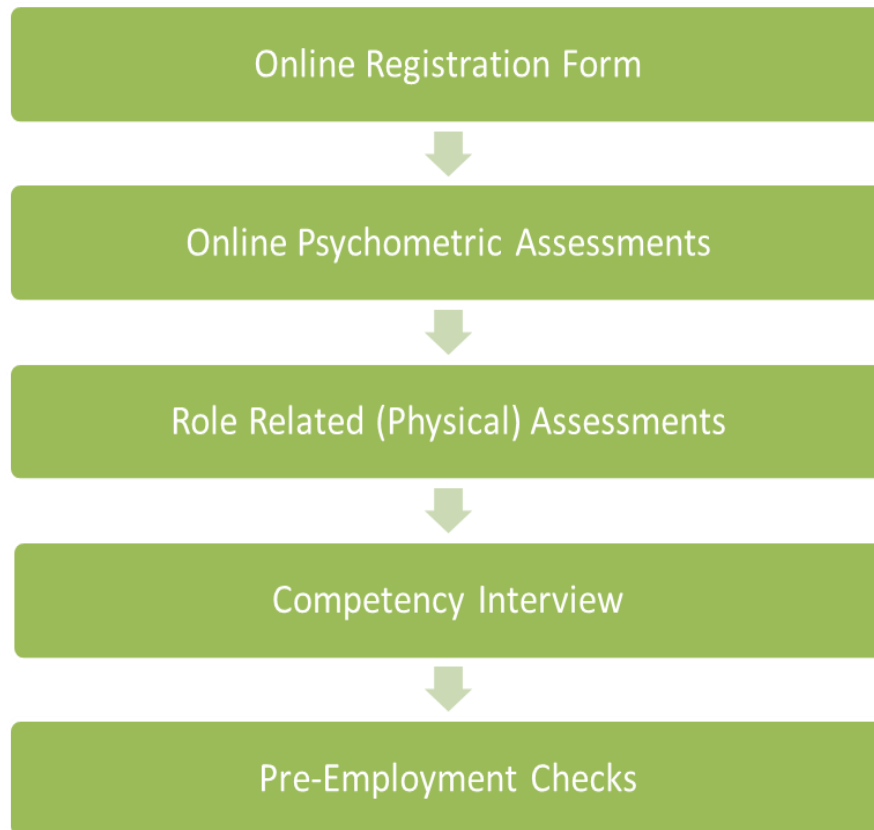 Online Registration Form
Online Psychometric Assessments
Role Related (Physical) Assessments
Competency Interview
Pre-Employment Checks